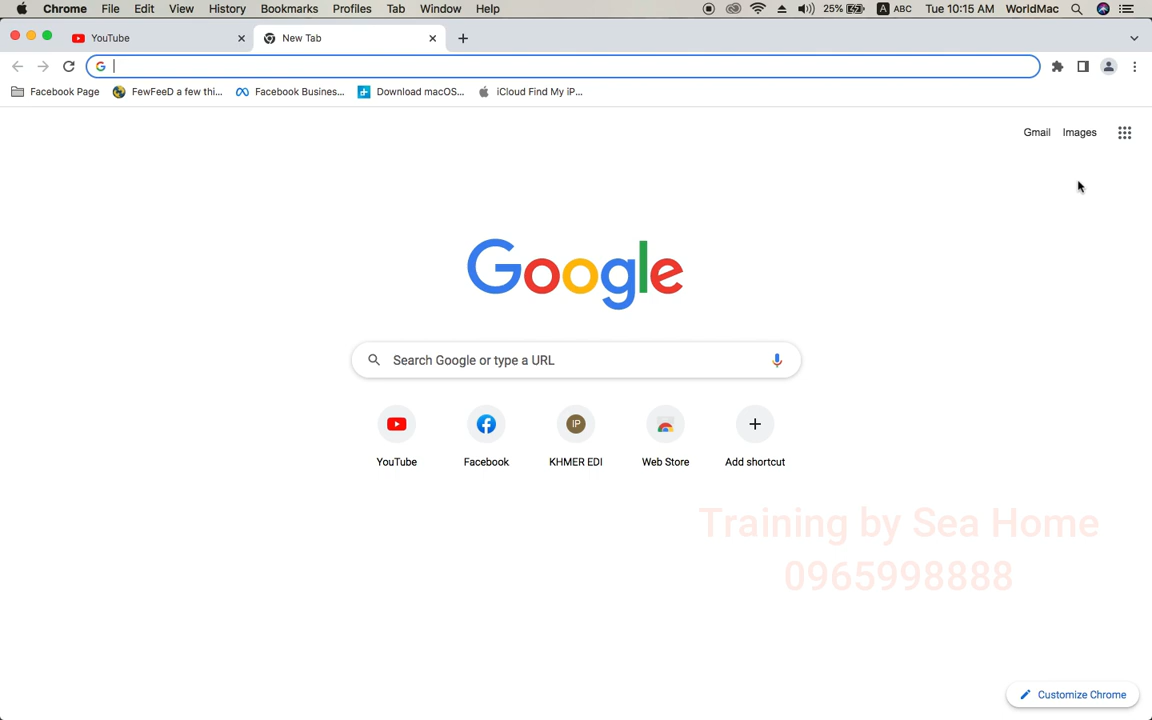 Chrome File Edit View History Bookmarks Profiles Tab Window Help 25% A ABC Tue 10:15 AM WorldMac
YouTube New Tab
Facebook Page FewFeeD a few thi... Facebook Busines... Download macOS... iCloud Find My iP...
Gmail Images
Google
Search Google or type a URL
IP
YouTube Facebook KHMER EDI Web Store Add shortcut
Training by Sea Home
0965998888
Customize Chrome